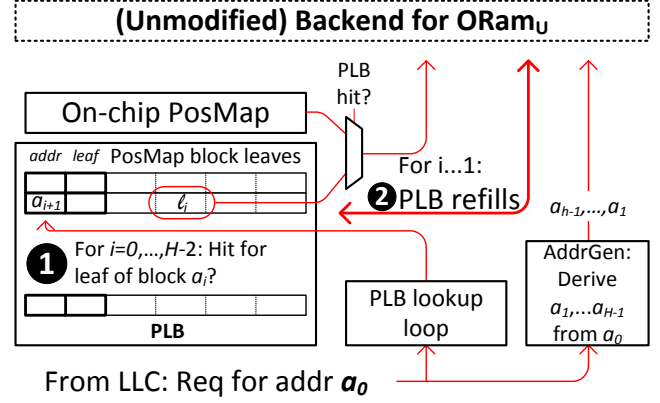 (Unmodified) Backend for ORam_U
PLB
hit?
On-chip PosMap
addr leaf PosMap block leaves
a_{i+1} ℓ_i
For i...1:
❷PLB refills
a_{h-1},...,a_1
❶ For i=0,...,H-2: Hit for
leaf of block a_i?
PLB
PLB lookup
loop
AddrGen:
Derive
a_1,...a_{H-1}
from a_0
From LLC: Req for addr a_0